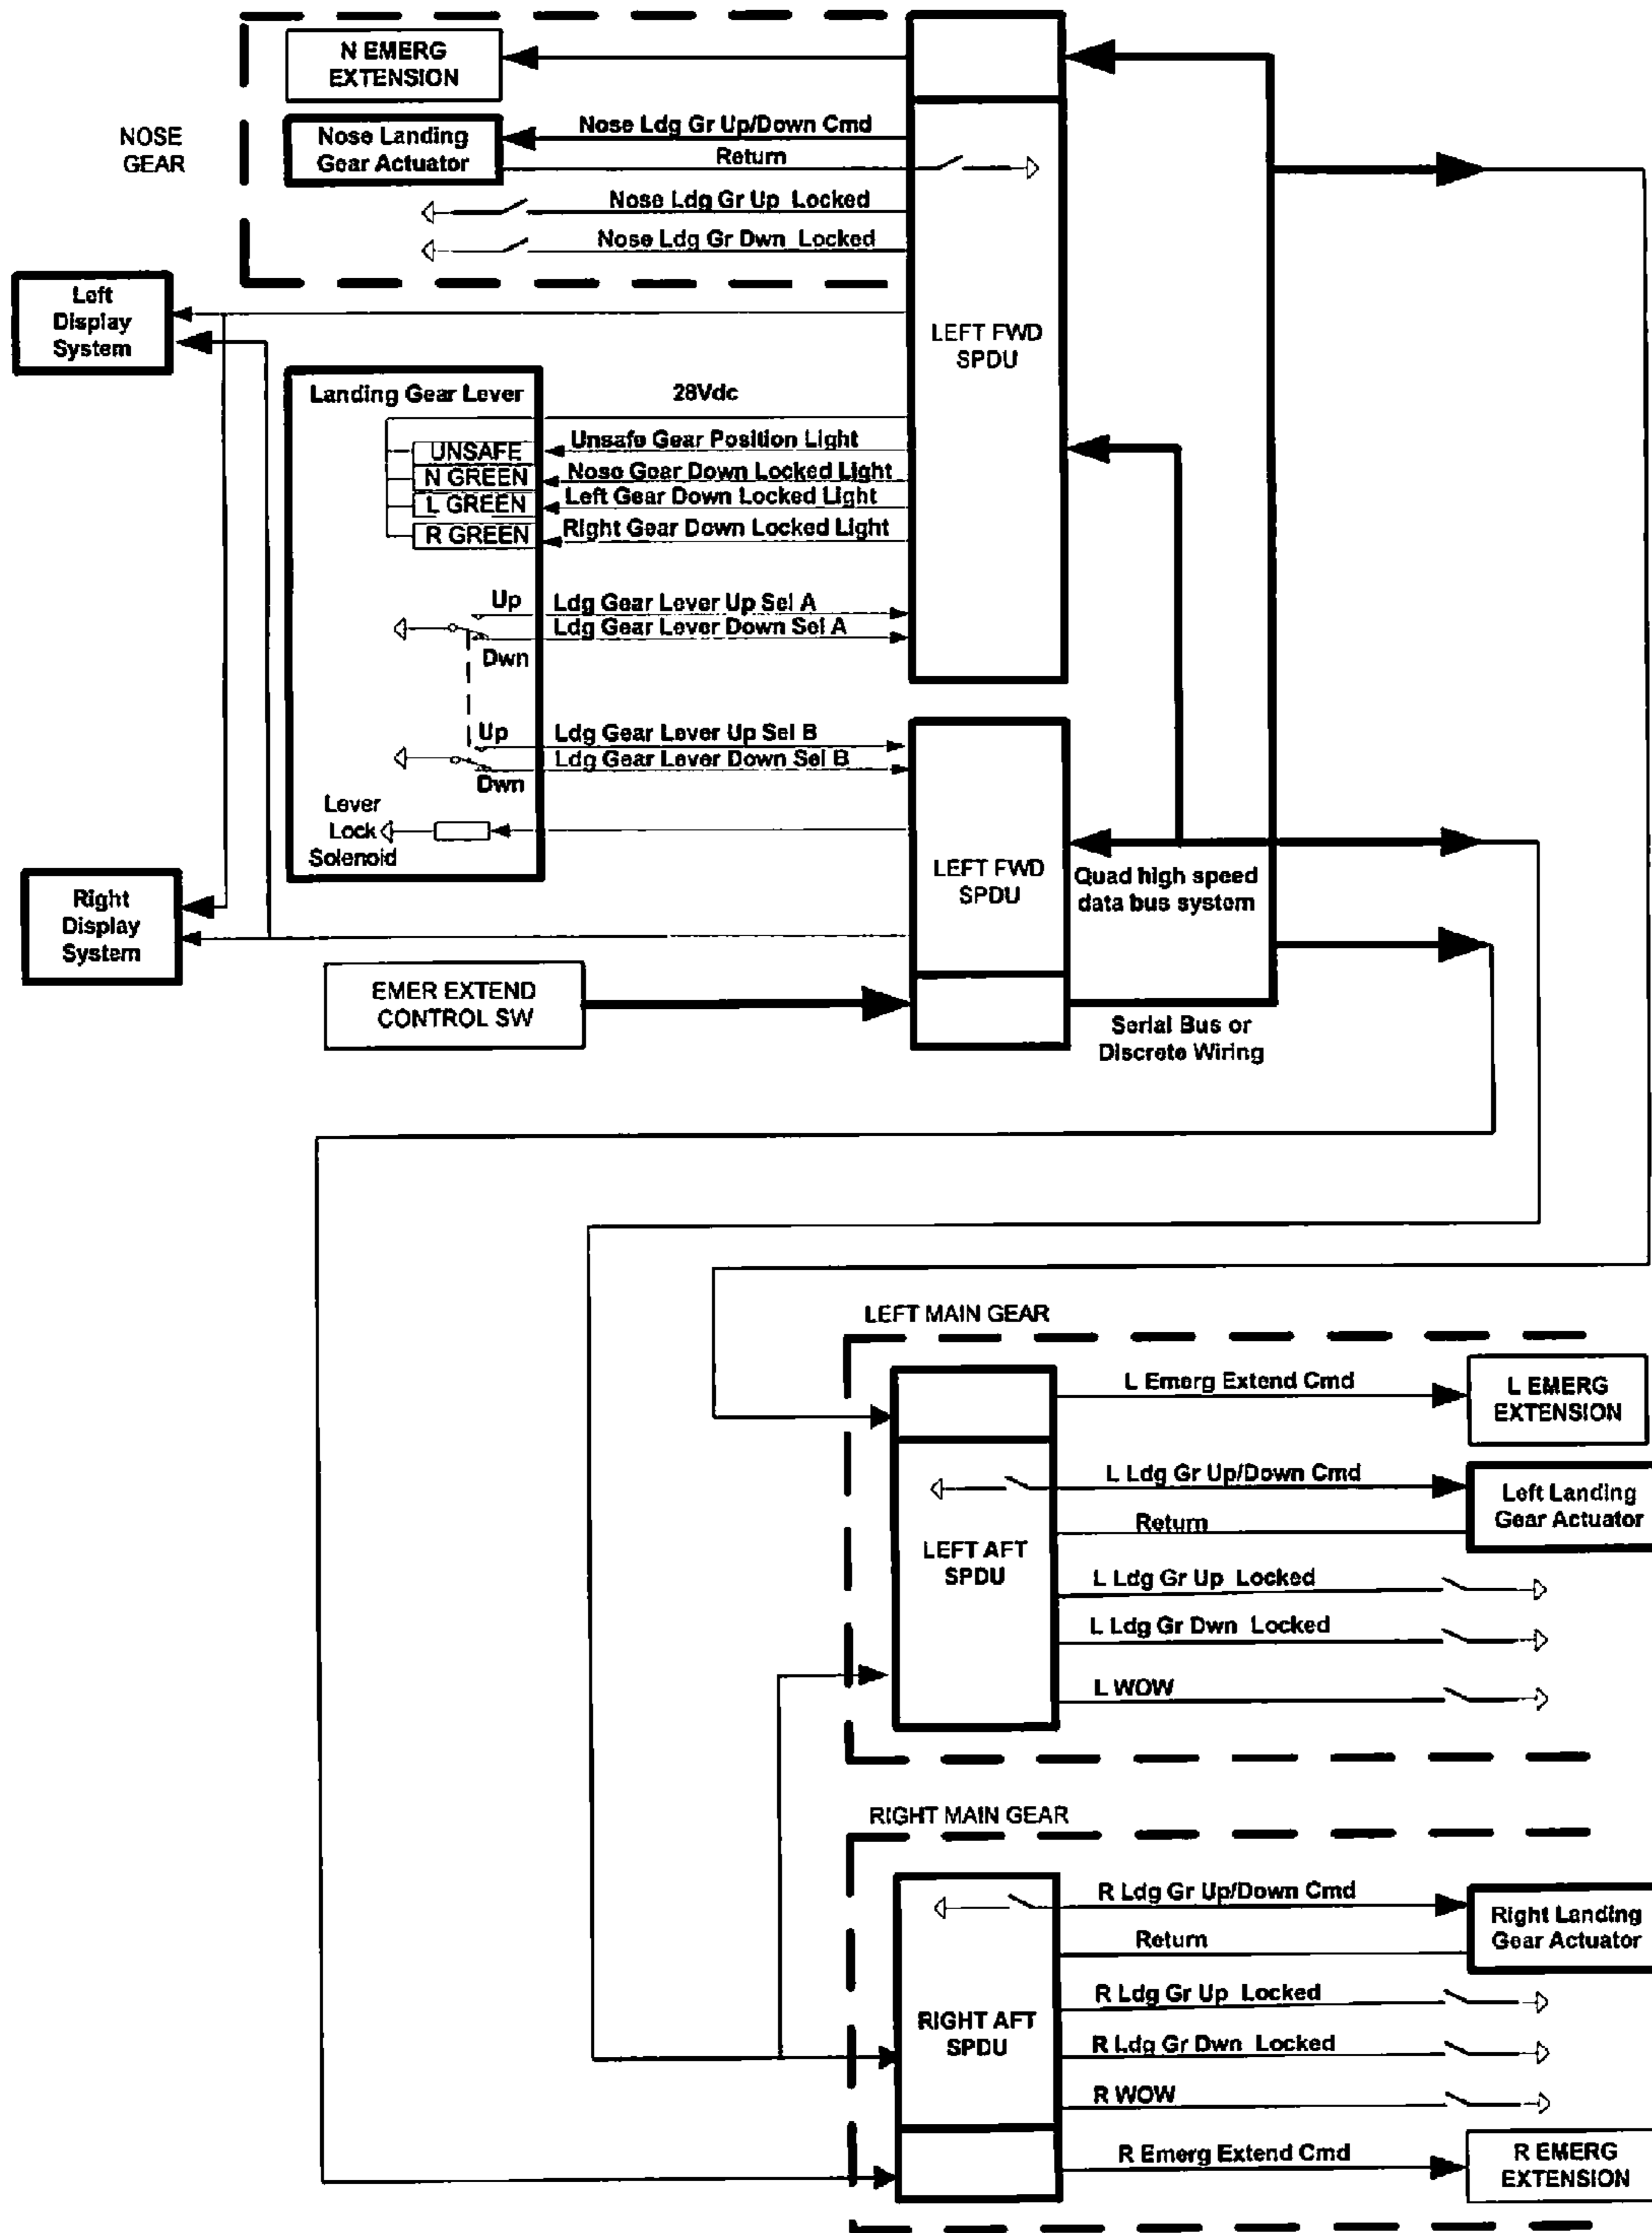 N EMERG
EXTENSION
NOSE
GEAR
Nose Landing
Gear Actuator
Nose Ldg Gr Up/Down Cmd
Return
Nose Ldg Gr Up Locked
Nose Ldg Gr Dwn Locked
Left
Display
System
LEFT FWD
SPDU
Landing Gear Lever
28Vdc
UNSAFE
Unsafe Gear Position Light
N GREEN
Nose Gear Down Locked Light
L GREEN
Left Gear Down Locked Light
R GREEN
Right Gear Down Locked Light
Up
Ldg Gear Lever Up Sel A
Ldg Gear Lever Down Sel A
Dwn
Up
Ldg Gear Lever Up Sel B
Ldg Gear Lever Down Sel B
Dwn
Lever
Lock
Solenoid
LEFT FWD
SPDU
Quad high speed
data bus system
Right
Display
System
EMER EXTEND
CONTROL SW
Serial Bus or
Discrete Wiring
LEFT MAIN GEAR
L Emerg Extend Cmd
L EMERG
EXTENSION
L Ldg Gr Up/Down Cmd
Left Landing
Gear Actuator
Return
LEFT AFT
SPDU
L Ldg Gr Up Locked
L Ldg Gr Dwn Locked
L WOW
RIGHT MAIN GEAR
R Ldg Gr Up/Down Cmd
Right Landing
Gear Actuator
Return
R Ldg Gr Up Locked
RIGHT AFT
SPDU
R Ldg Gr Dwn Locked
R WOW
R Emerg Extend Cmd
R EMERG
EXTENSION